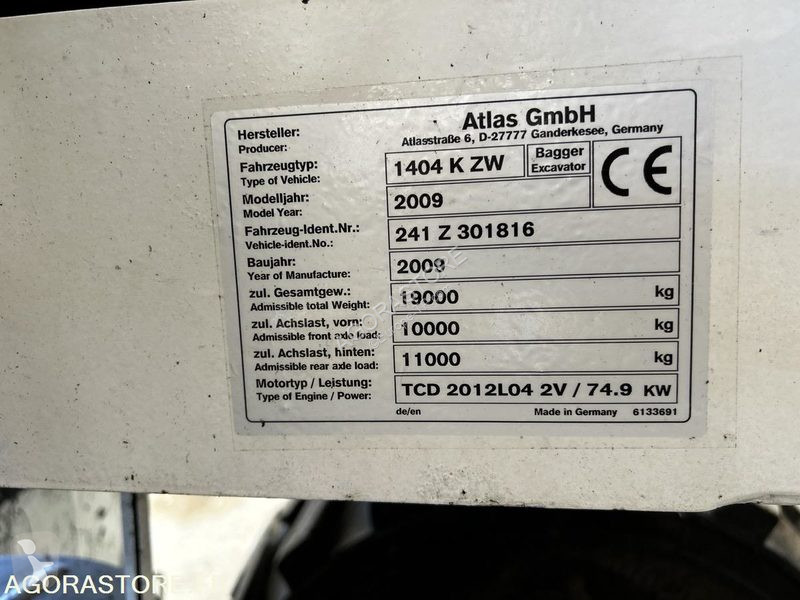 Atlas GmbH
Atlasstraße 6, D-27777 Ganderkesee, Germany
Hersteller:
Producer:
Fahrzeugtyp:
Type of Vehicle:
1404 K ZW
Bagger
Excavator
CE
Modelljahr:
Model Year:
2009
Fahrzeug-Ident.Nr.:
Vehicle-ident.No.:
241 Z 301816
Baujahr:
Year of Manufacture:
2009
zul. Gesamtgew.:
Admissible total Weight:
19000 kg
zul. Achslast, vorn:
Admissible front axle load:
10000 kg
zul. Achslast, hinten:
Admissible rear axle load:
11000 kg
Motortyp / Leistung:
Type of Engine / Power:
TCD 2012L04 2V / 74.9 KW
de/en
Made in Germany 6133691
AGORASTORE
AGORASTORE